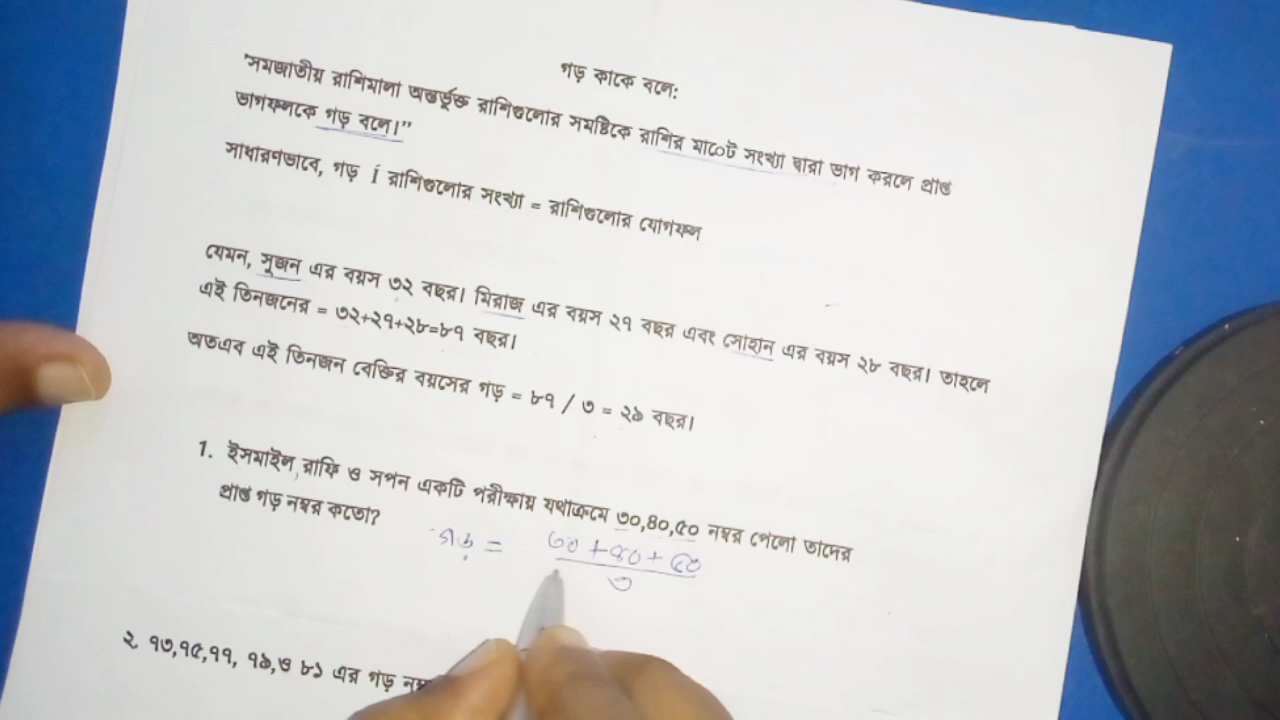 গড় কাকে বলে:
"সমজাতীয় রাশিমালা অন্তর্ভূক্ত রাশিগুলোর সমষ্টিকে রাশির মাটে সংখ্যা দ্বারা ভাগ করলে প্রাপ্ত
ভাগফলকে গড় বলে।”
সাধারণভাবে, গড় Í রাশিগুলোর সংখ্যা = রাশিগুলোর যোগফল
যেমন, সুজন এর বয়স ৩২ বছর। মিরাজ এর বয়স ২৭ বছর এবং সোহান এর বয়স ২৮ বছর। তাহলে
এই তিনজনের = ৩২+২৭+২৮=৮৭ বছর।
অতএব এই তিনজন বেক্তির বয়সের গড় = ৮৭ / ৩ = ২৯ বছর।
1. ইসমাইল, রাফি ও সপন একটি পরীক্ষায় যথাক্রমে ৩০,৪০,৫০ নম্বর পেলো তাদের
প্রাপ্ত গড় নম্বর কতো?
গড় = ৩০ + ৪০ + ৫০
৩
২. ৭৩,৭৫,৭৭, ৭৯,ও ৮১ এর গড়